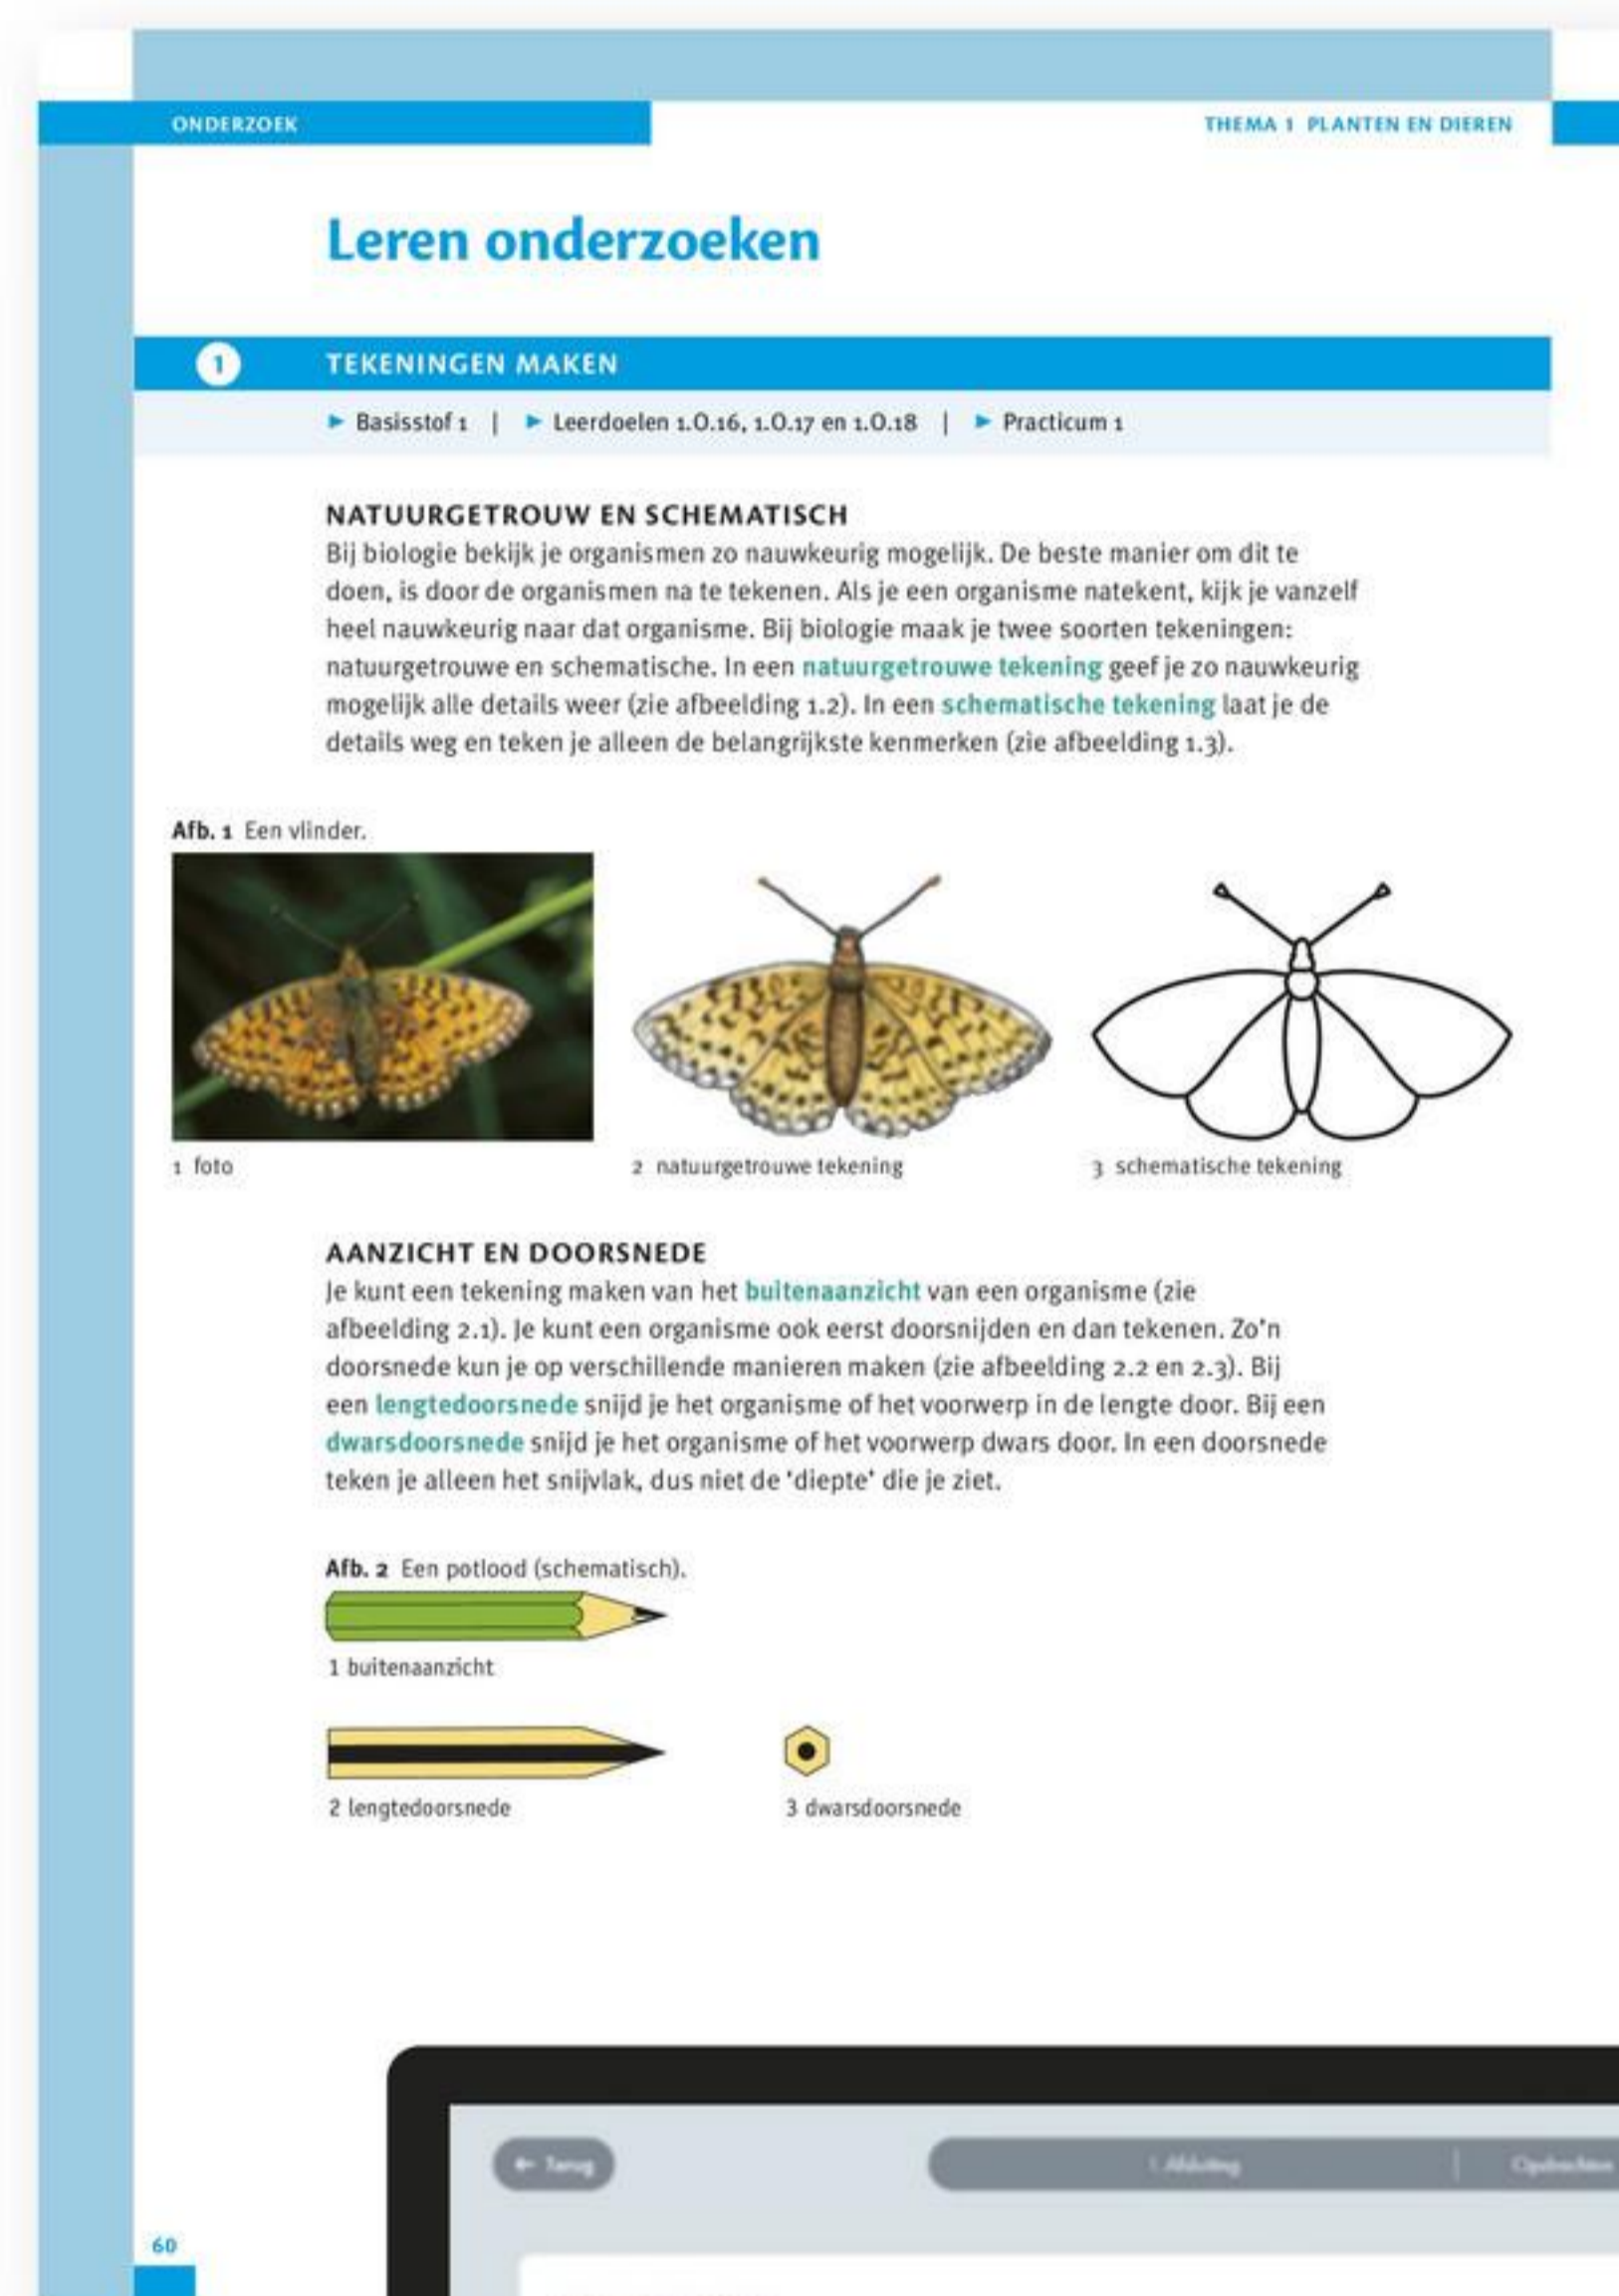 ONDERZOEK
THEMA 1 PLANTEN EN DIEREN
Leren onderzoeken
1 TEKENINGEN MAKEN
► Basisstof 1 | ► Leerdoelen 1.O.16, 1.O.17 en 1.O.18 | ► Practicum 1
NATUURGETROUW EN SCHEMATISCH
Bij biologie bekijk je organismen zo nauwkeurig mogelijk. De beste manier om dit te
doen, is door de organismen na te tekenen. Als je een organisme natekent, kijk je vanzelf
heel nauwkeurig naar dat organisme. Bij biologie maak je twee soorten tekeningen:
natuurgetrouwe en schematische. In een natuurgetrouwe tekening geef je zo nauwkeurig
mogelijk alle details weer (zie afbeelding 1.2). In een schematische tekening laat je de
details weg en teken je alleen de belangrijkste kenmerken (zie afbeelding 1.3).
Afb. 1 Een vlinder.
1 foto
2 natuurgetrouwe tekening
3 schematische tekening
AANZICHT EN DOORSNEDE
Je kunt een tekening maken van het buitenaanzicht van een organisme (zie
afbeelding 2.1). Je kunt een organisme ook eerst doorsnijden en dan tekenen. Zo'n
doorsnede kun je op verschillende manieren maken (zie afbeelding 2.2 en 2.3). Bij
een lengtedoorsnede snijd je het organisme of het voorwerp in de lengte door. Bij een
dwarsdoorsnede snijd je het organisme of het voorwerp dwars door. In een doorsnede
teken je alleen het snijvlak, dus niet de 'diepte' die je ziet.
Afb. 2 Een potlood (schematisch).
1 buitenaanzicht
2 lengtedoorsnede
3 dwarsdoorsnede
← Terug
Opdrachten
60